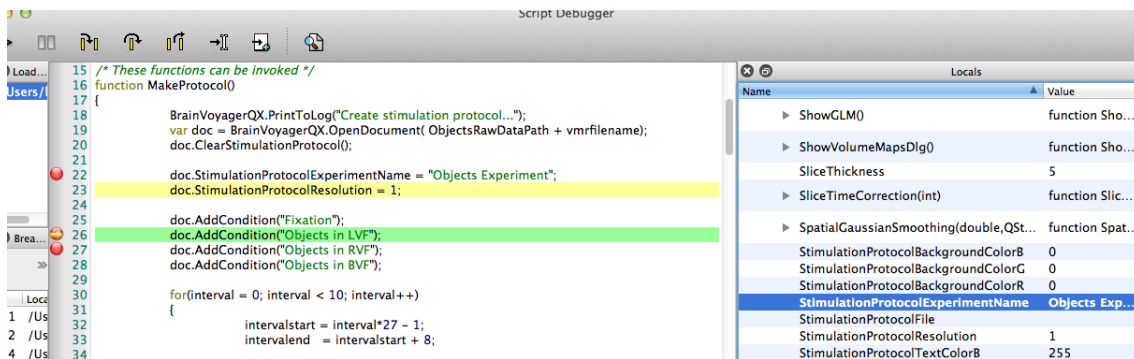 Script Debugger
Load...
Users/l
Brea...
»
Loca
1 /Us
2 /Us
4 /Us
15 /* These functions can be invoked */
16 function MakeProtocol()
17 {
18 BrainVoyagerQX.PrintToLog("Create stimulation protocol...");
19 var doc = BrainVoyagerQX.OpenDocument( ObjectsRawDataPath + vmrfilename);
20 doc.ClearStimulationProtocol();
21
22 doc.StimulationProtocolExperimentName = "Objects Experiment";
23 doc.StimulationProtocolResolution = 1;
24
25 doc.AddCondition("Fixation");
26 doc.AddCondition("Objects in LVF");
27 doc.AddCondition("Objects in RVF");
28 doc.AddCondition("Objects in BVF");
29
30 for(interval = 0; interval < 10; interval++)
31 {
32 intervalstart = interval*27 - 1;
33 intervalend = intervalstart + 8;
34
Locals
Name Value
ShowGLM() function Sho...
ShowVolumeMapsDlg() function Sho...
SliceThickness 5
SliceTimeCorrection(int) function Slic...
SpatialGaussianSmoothing(double,QSt... function Spat...
StimulationProtocolBackgroundColorB 0
StimulationProtocolBackgroundColorG 0
StimulationProtocolBackgroundColorR 0
StimulationProtocolExperimentName Objects Exp...
StimulationProtocolFile
StimulationProtocolResolution 1
StimulationProtocolTextColorB 255